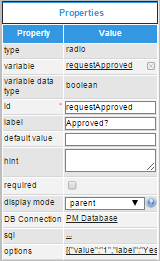 Properties
Property Value
type radio
variable requestApproved
variable data type boolean
id * requestApproved
label Approved?
default value
hint
required
display mode parent
DB Connection PM Database
sql ...
options [{"value":"1","label":"Yes